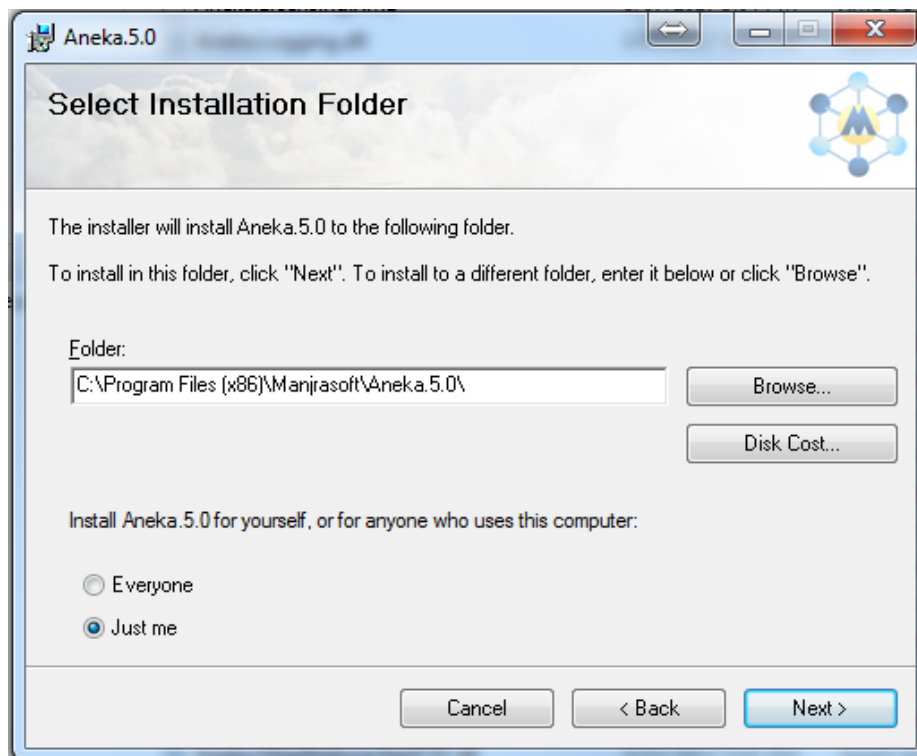 Aneka.5.0
Select Installation Folder
The installer will install Aneka.5.0 to the following folder.
To install in this folder, click "Next". To install to a different folder, enter it below or click "Browse".
Folder:
C:\Program Files (x86)\Manjrasoft\Aneka.5.0\
Browse...
Disk Cost...
Install Aneka.5.0 for yourself, or for anyone who uses this computer:
Everyone
Just me
Cancel
< Back
Next >